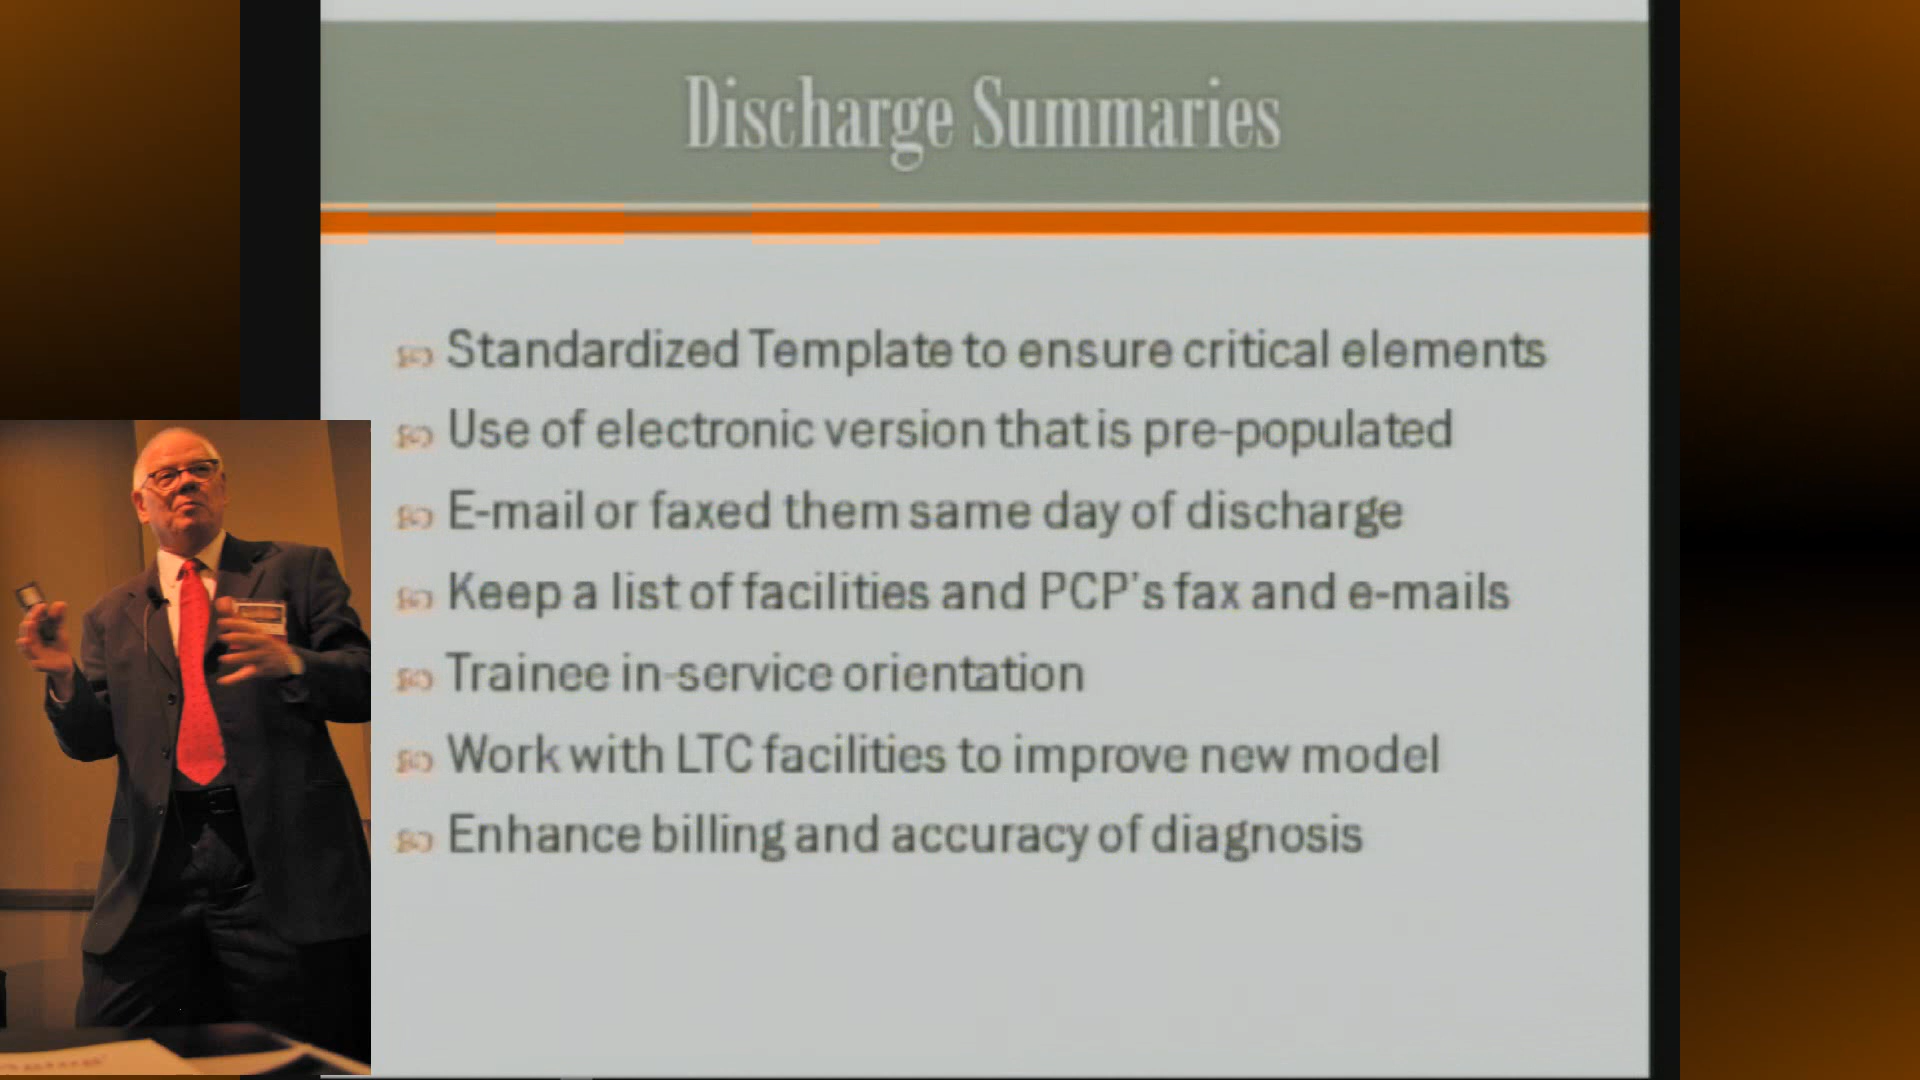 Discharge Summaries
Standardized Template to ensure critical elements
Use of electronic version that is pre-populated
E-mail or faxed them same day of discharge
Keep a list of facilities and PCP's fax and e-mails
Trainee in-service orientation
Work with LTC facilities to improve new model
Enhance billing and accuracy of diagnosis